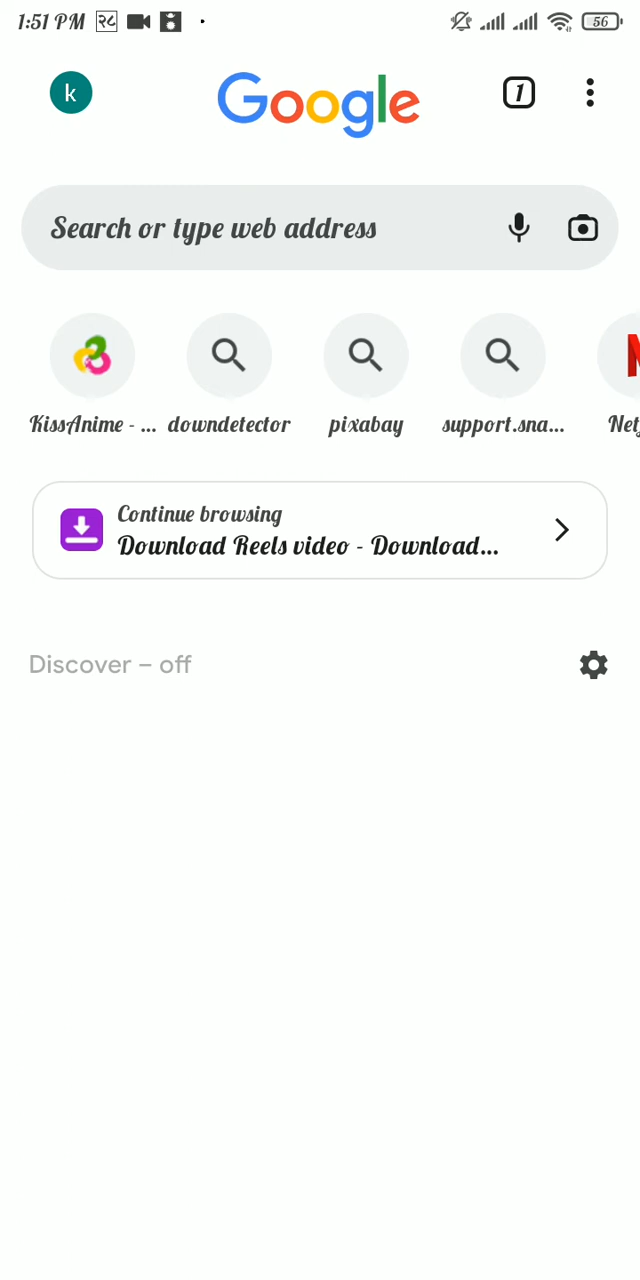 1:51 PM २८ 56
k Google 1
Search or type web address
KissAnime - ... downdetector pixabay support.sna...
Continue browsing
Download Reels video - Download...
Discover – off